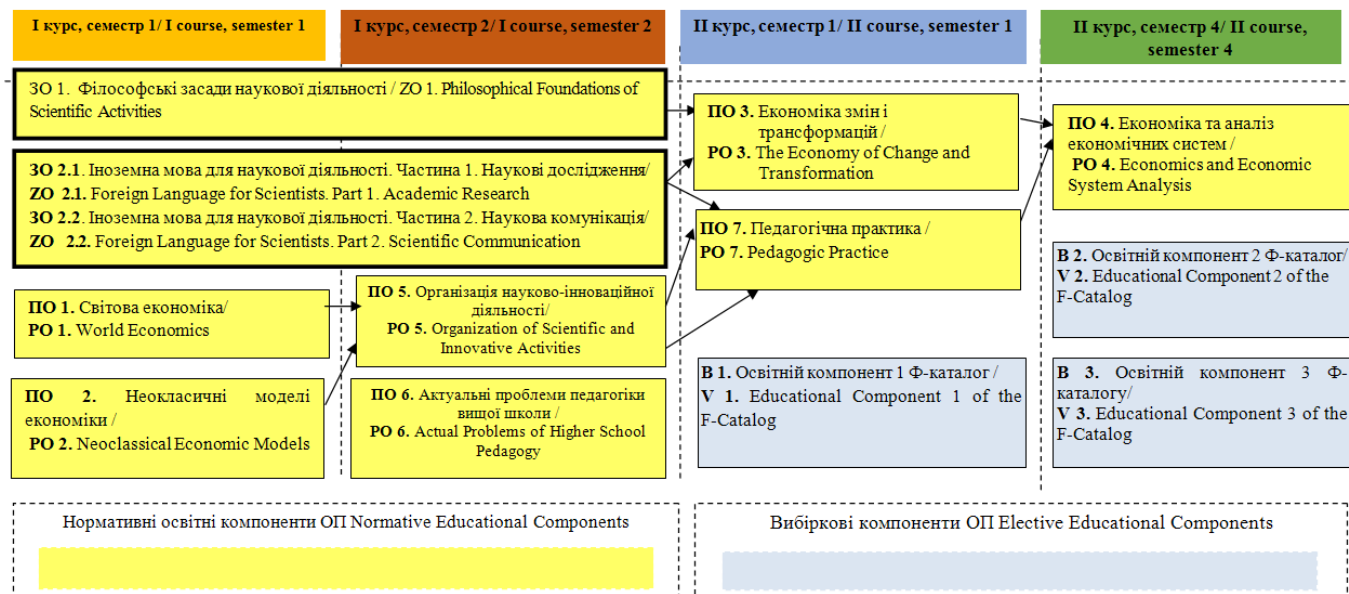 І курс, семестр 1/ I course, semester 1
І курс, семестр 2/ I course, semester 2
ІІ курс, семестр 1/ II course, semester 1
ІІ курс, семестр 4/ II course,
semester 4
ЗО 1. Філософські засади наукової діяльності / ZO 1. Philosophical Foundations of
Scientific Activities
ЗО 2.1. Іноземна мова для наукової діяльності. Частина 1. Наукові дослідження/
ZO 2.1. Foreign Language for Scientists. Part 1. Academic Research
ЗО 2.2. Іноземна мова для наукової діяльності. Частина 2. Наукова комунікація/
ZO 2.2. Foreign Language for Scientists. Part 2. Scientific Communication
ПО 1. Світова економіка/
PO 1. World Economics
ПО 2. Неокласичні моделі
економіки /
PO 2. Neoclassical Economic Models
ПО 5. Організація науково-інноваційної
діяльності/
PO 5. Organization of Scientific and
Innovative Activities
ПО 6. Актуальні проблеми педагогіки
вищої школи /
PO 6. Actual Problems of Higher School
Pedagogy
ПО 3. Економіка змін і
трансформацій /
PO 3. The Economy of Change and
Transformation
ПО 7. Педагогічна практика /
PO 7. Pedagogic Practice
В 1. Освітній компонент 1 Ф-каталог /
V 1. Educational Component 1 of the
F-Catalog
ПО 4. Економіка та аналіз
економічних систем /
PO 4. Economics and Economic
System Analysis
В 2. Освітній компонент 2 Ф-каталог/
V 2. Educational Component 2 of the
F-Catalog
В 3. Освітній компонент 3 Ф-
каталогу/
V 3. Educational Component 3 of the
F-Catalog
Нормативні освітні компоненти ОП Normative Educational Components
Вибіркові компоненти ОП Elective Educational Components